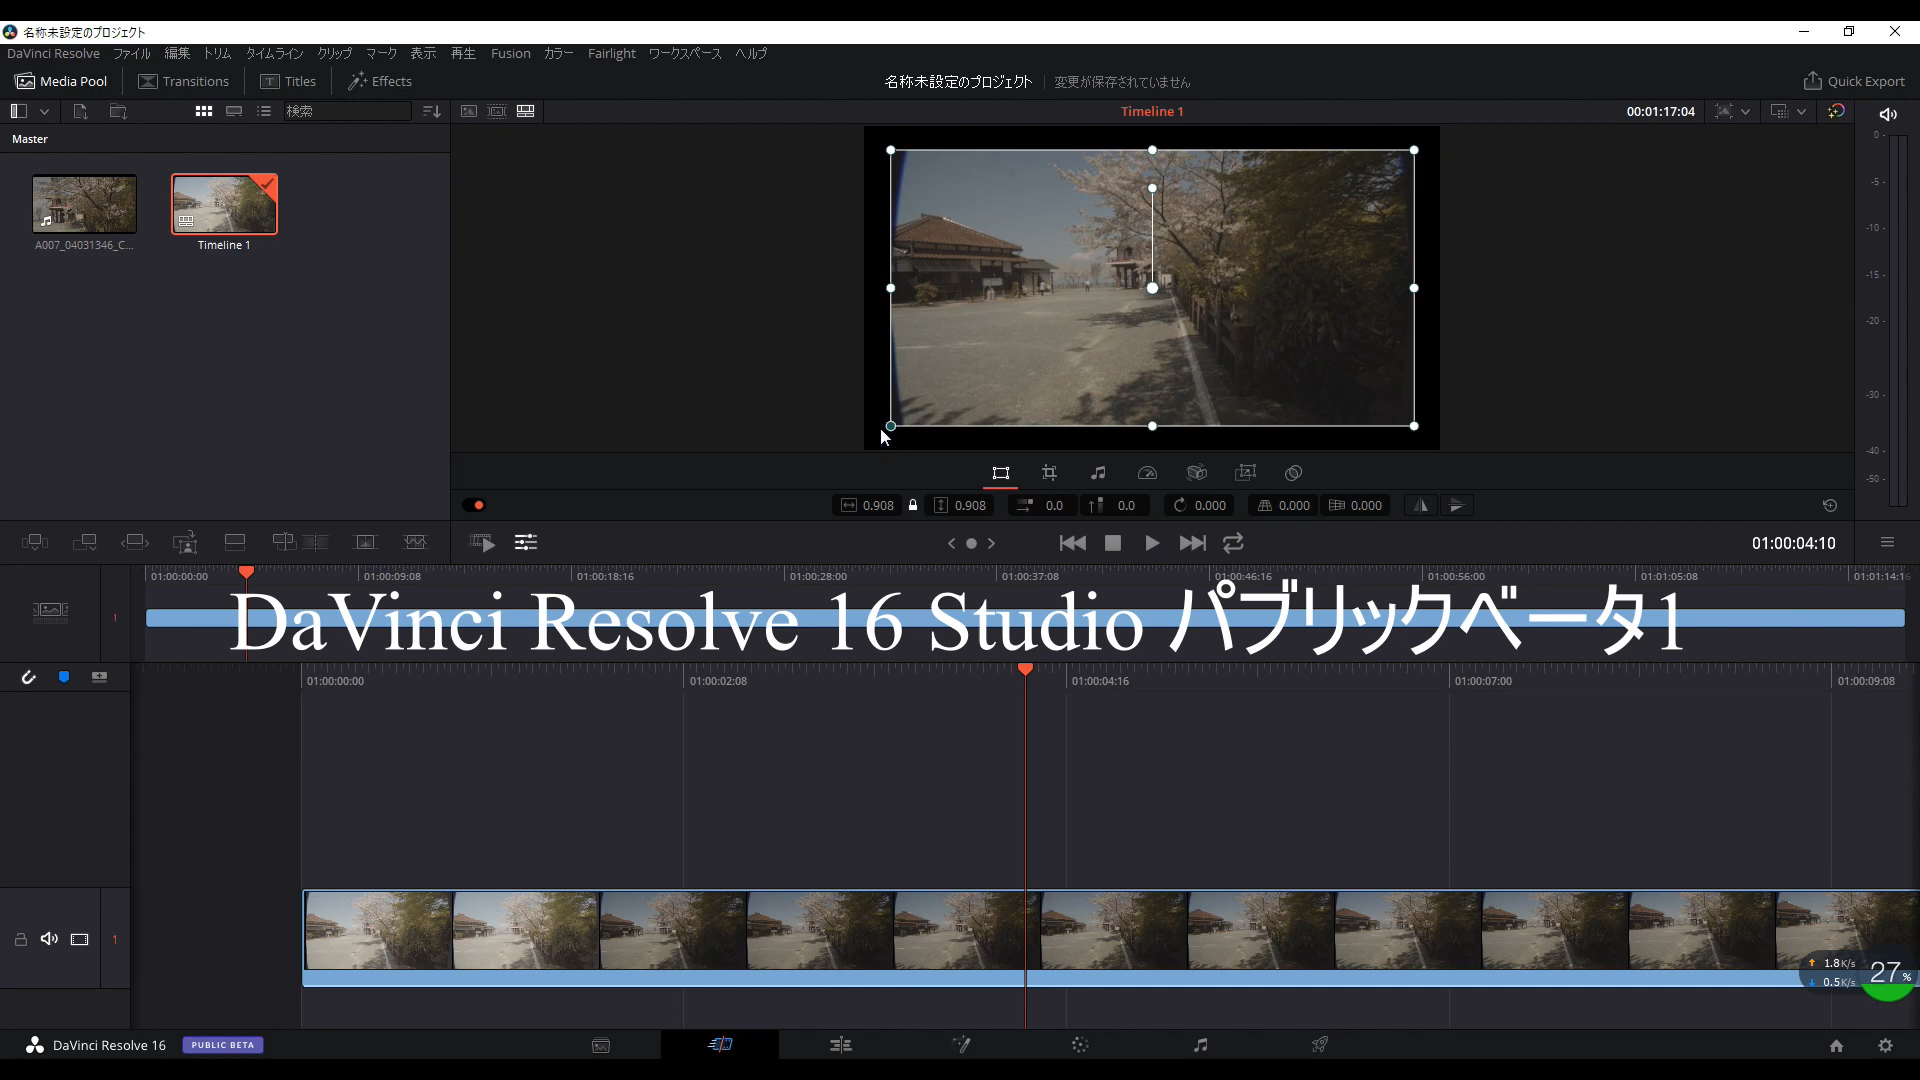 名称未設定のプロジェクト
DaVinci Resolve ファイル 編集 トリム タイムライン クリップ マーク 表示 再生 Fusion カラー Fairlight ワークスペース ヘルプ
Media Pool Transitions Titles Effects 名称未設定のプロジェクト 変更が保存されていません Quick Export
検索 Timeline 1 00:01:17:04
Master
A007_04031346_C... Timeline 1
0
-5
-10
-15
-20
-30
-40
-50
0.908 0.908 0.0 0.0 0.000 0.000 0.000
01:00:04:10
01:00:00:00 01:00:09:08 01:00:18:16 01:00:28:00 01:00:37:08 01:00:46:16 01:00:56:00 01:01:05:08 01:01:14:16
1
DaVinci Resolve 16 Studio パブリックベータ1
01:00:00:00 01:00:02:08 01:00:04:16 01:00:07:00 01:00:09:08
1
1.8K/s
0.5K/s
27%
DaVinci Resolve 16 PUBLIC BETA